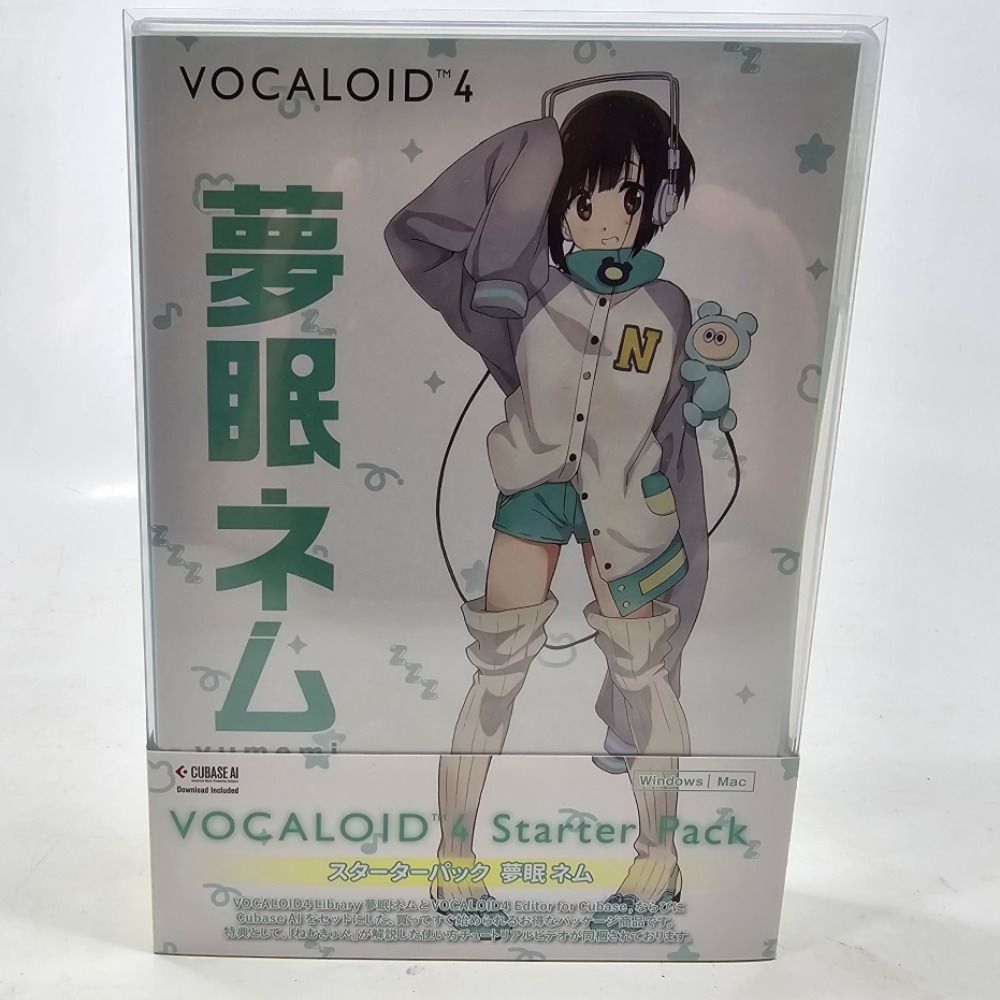 VOCALOID™4
夢眠ネム
yumemi
N
CUBASE AI
Download Included
Windows | Mac
VOCALOID™4 Starter Pack
スターターパック 夢眠ネム
VOCALOID4 Library 夢眠ネムとVOCALOID4 Editor for Cubase、ならびに
Cubase AIをセットにした、買ってすぐ始められるお得なパッケージ商品です。
特典として、「ねむきゅん」が解説した使い方チュートリアルビデオが同梱されております。